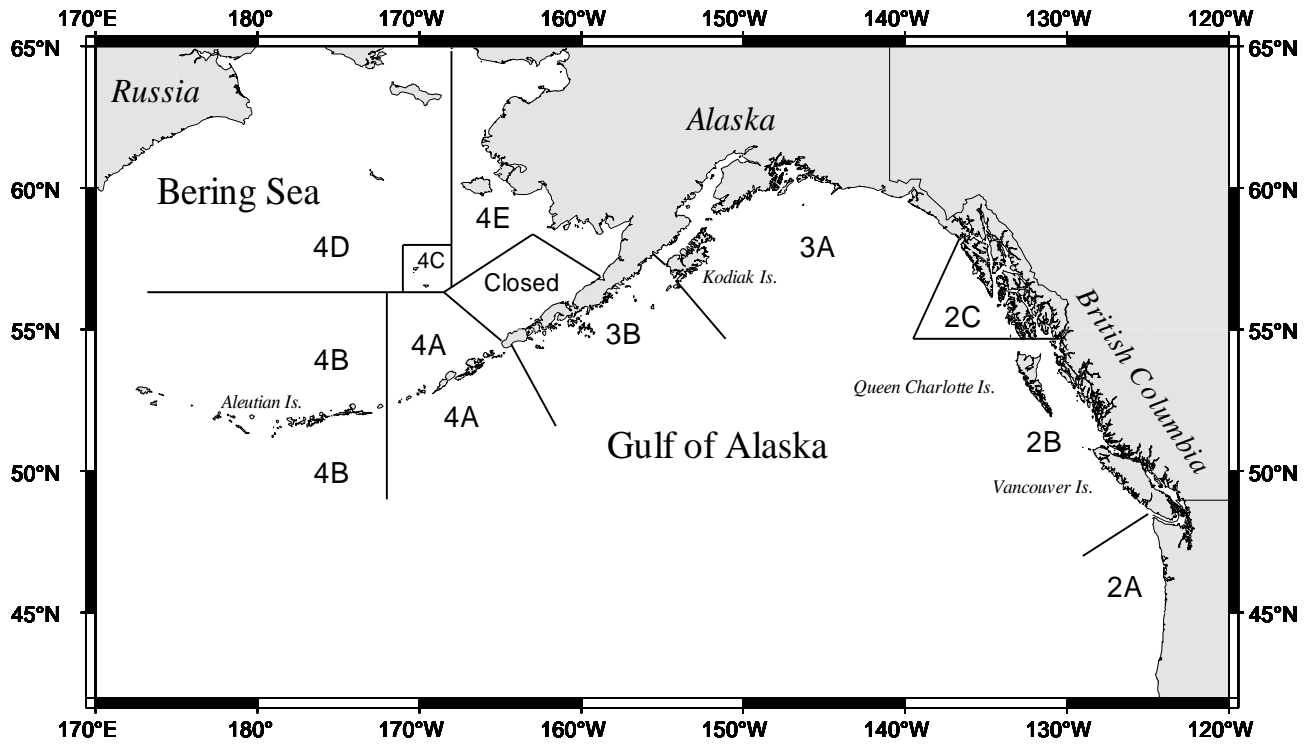 170°E 180° 170°W 160°W 150°W 140°W 130°W 120°W
65°N 65°N
Russia
Alaska
60°N 60°N
Bering Sea
4E
4D
4C
3A
Closed
Kodiak Is.
British Columbia
2C
55°N 55°N
3B
4A
4B
Queen Charlotte Is.
Aleutian Is.
4A
Gulf of Alaska
2B
4B
50°N 50°N
Vancouver Is.
2A
45°N 45°N
170°E 180° 170°W 160°W 150°W 140°W 130°W 120°W